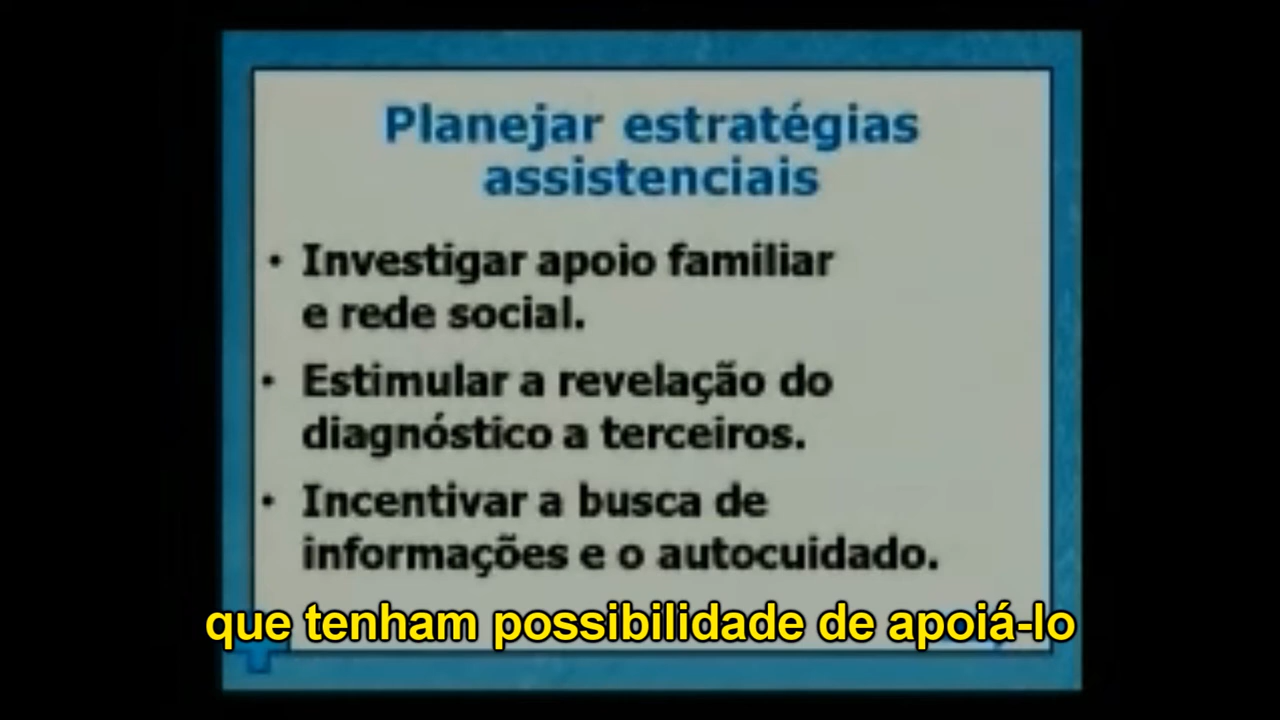 Planejar estratégias
assistenciais
• Investigar apoio familiar
e rede social.
• Estimular a revelação do
diagnóstico a terceiros.
• Incentivar a busca de
informações e o autocuidado.
que tenham possibilidade de apoiá-lo